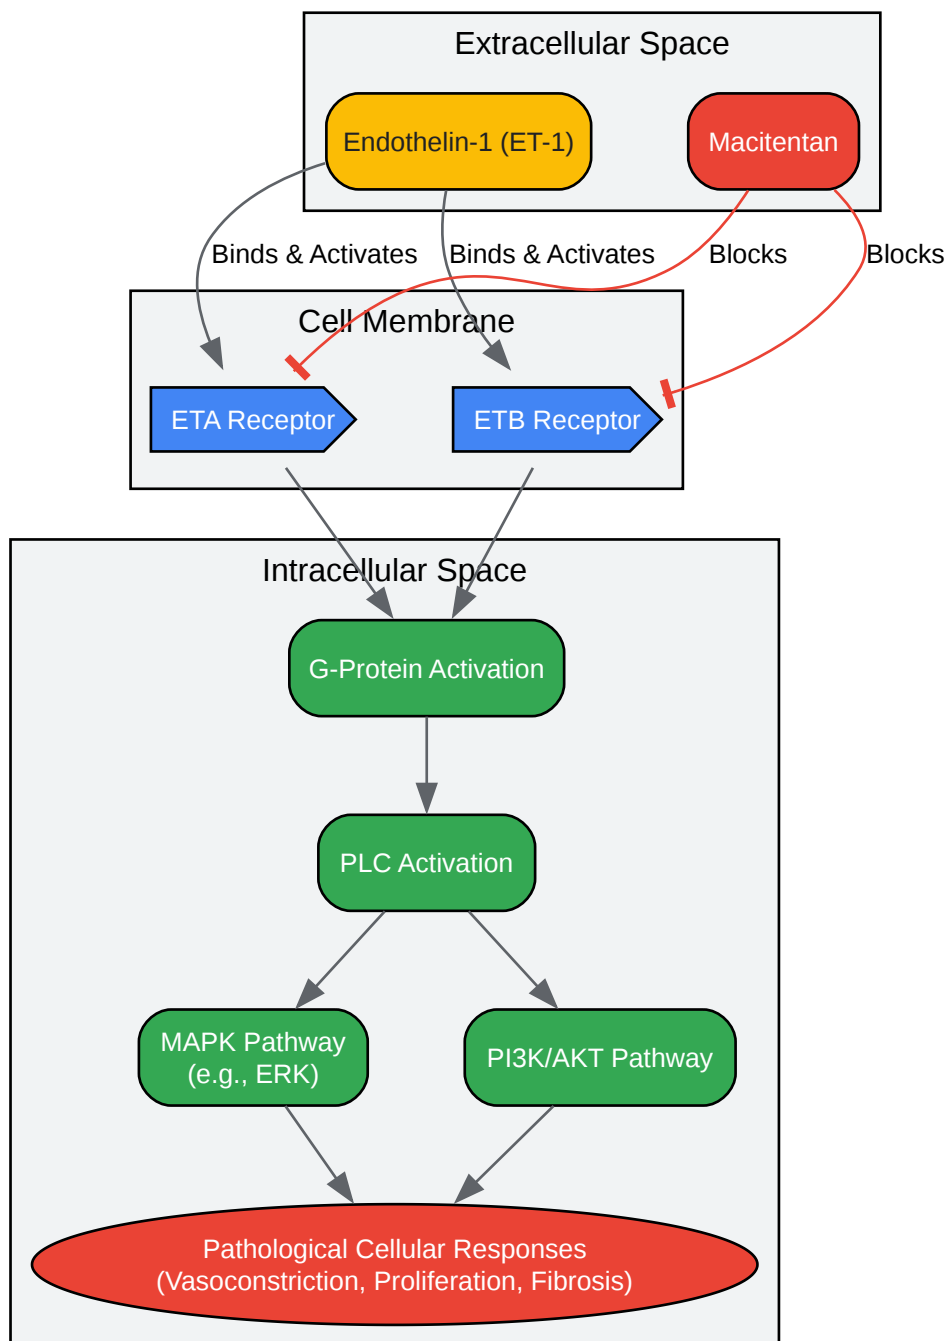 Extracellular Space
Endothelin-1 (ET-1)
Macitentan
Binds & Activates
Binds & Activates
Blocks
Blocks
Cell Membrane
ETA Receptor
ETB Receptor
Intracellular Space
G-Protein Activation
PLC Activation
MAPK Pathway
(e.g., ERK)
PI3K/AKT Pathway
Pathological Cellular Responses
(Vasoconstriction, Proliferation, Fibrosis)